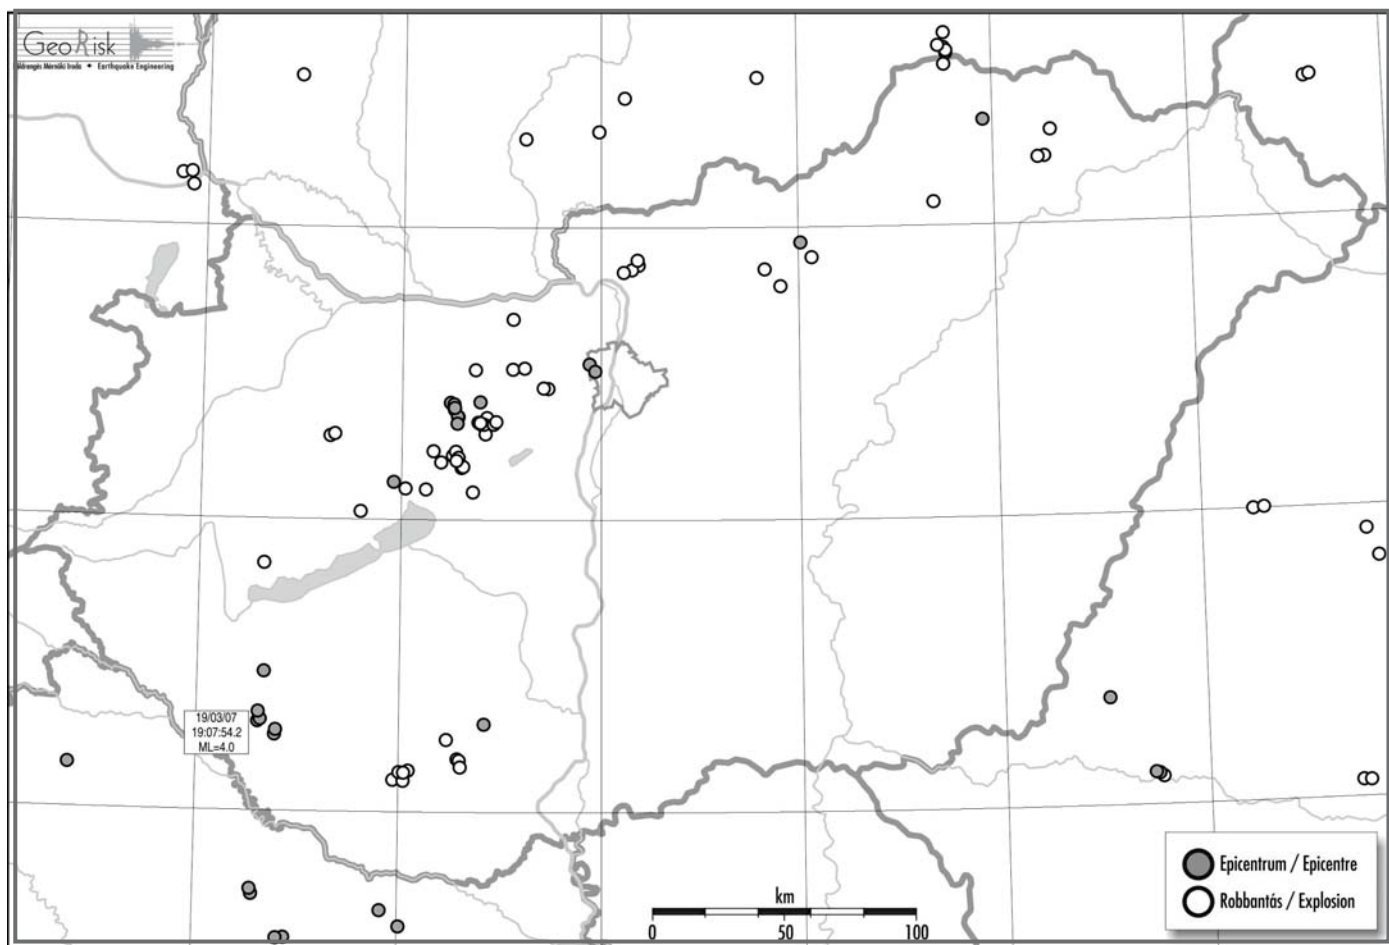 GeoRisk
Földrengés Mérnöki Iroda ✦ Earthquake Engineering
19/03/07
19:07:54.2
ML=4.0
km
0 50 100
Epicentrum / Epicentre
Robbantás / Explosion